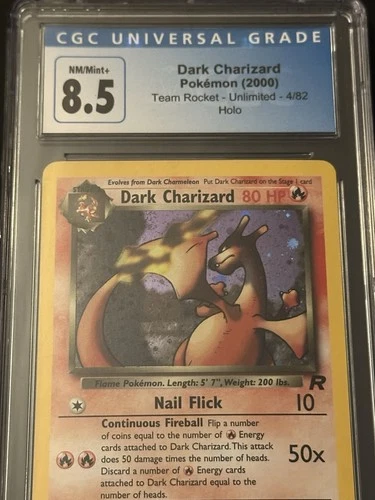 CGC UNIVERSAL GRADE
NM/Mint+
8.5
Dark Charizard
Pokémon (2000)
Team Rocket - Unlimited - 4/82
Holo
Evolves from Dark Charmeleon Put Dark Charizard on the Stage 1 card
Dark Charizard 80 HP
Flame Pokémon. Length: 5' 7", Weight: 200 lbs.
R
Nail Flick 10
Continuous Fireball Flip a number
of coins equal to the number of Energy
cards attached to Dark Charizard. This attack
does 50 damage times the number of heads.
50x
Discard a number of Energy cards
attached to Dark Charizard equal to the
number of heads.